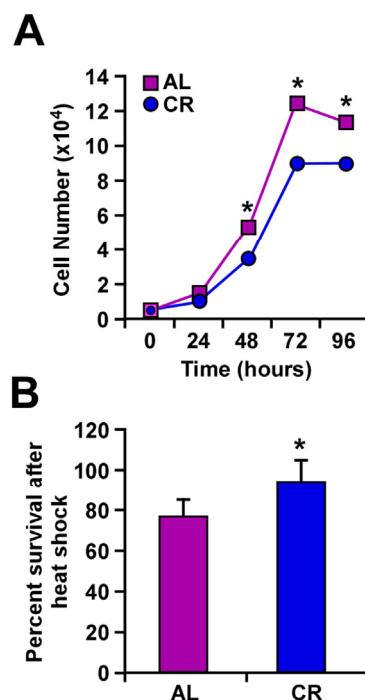 A
14
12
10
8
6
4
2
0
Cell Number (x10⁴)
AL
CR
*
*
*
0 24 48 72 96
Time (hours)
B
120
100
80
60
40
20
0
Percent survival after
heat shock
*
AL CR